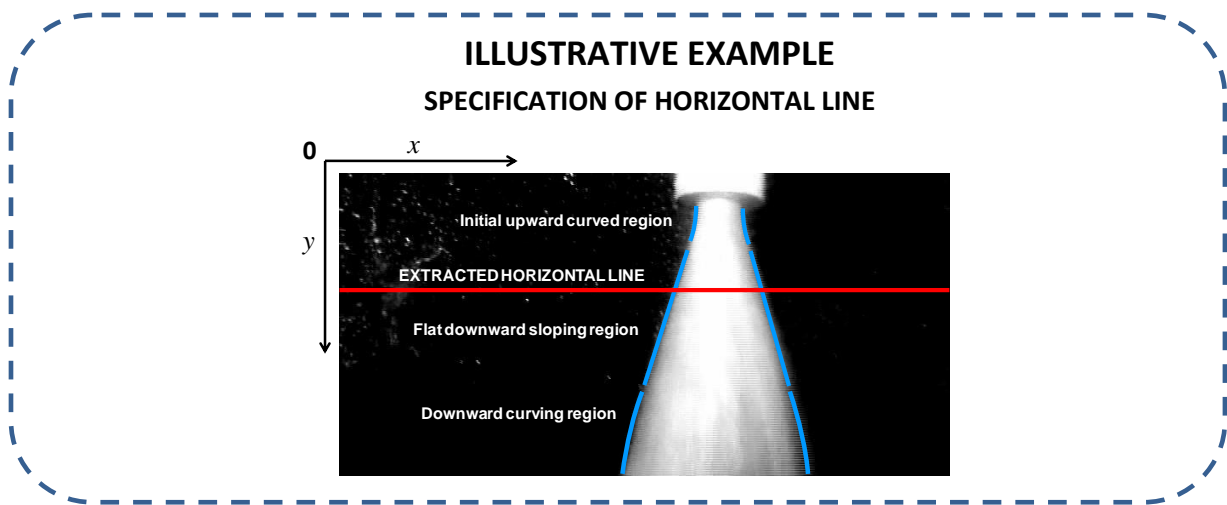 ILLUSTRATIVE EXAMPLE
SPECIFICATION OF HORIZONTAL LINE
0
x
y
Initial upward curved region
EXTRACTED HORIZONTAL LINE
Flat downward sloping region
Downward curving region